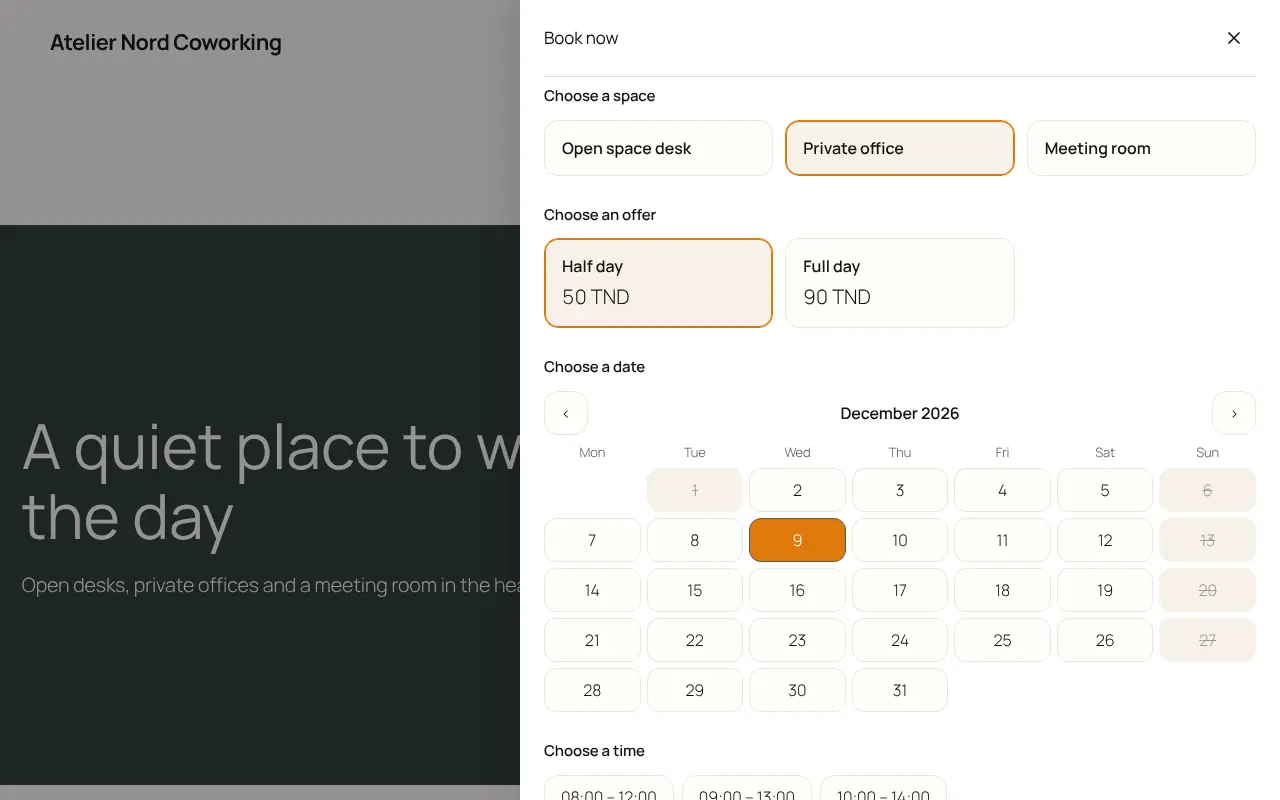 Atelier Nord Coworking
A quiet place to w
the day
Open desks, private offices and a meeting room in the hea
Book now
Choose a space
Open space desk Private office Meeting room
Choose an offer
Half day Full day
50 TND 90 TND
Choose a date
‹ December 2026 ›
Mon Tue Wed Thu Fri Sat Sun
1 2 3 4 5 6
7 8 9 10 11 12 13
14 15 16 17 18 19 20
21 22 23 24 25 26 27
28 29 30 31
Choose a time
08:00 – 12:00 09:00 – 13:00 10:00 – 14:00